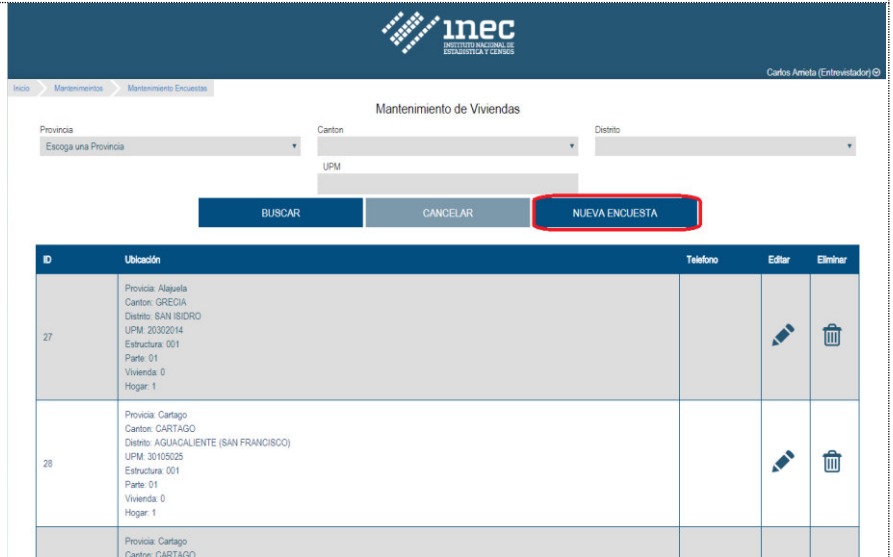 ınec
INSTITUTO NACIONAL DE
ESTADISTICA Y CENSOS
Carlos Arrieta (Entrevistador)
Inicio Mantenimeintos Mantenimiento Encuestas
Mantenimiento de Viviendas
Provincia Canton Distrito
Escoga una Provincia
UPM
BUSCAR CANCELAR NUEVA ENCUESTA
ID Ubicación Telefono Editar Eliminar
27
Provicia: Alajuela
Canton: GRECIA
Distrito: SAN ISIDRO
UPM: 20302014
Estructura: 001
Parte: 01
Vivienda: 0
Hogar: 1
28
Provicia: Cartago
Canton: CARTAGO
Distrito: AGUACALIENTE (SAN FRANCISCO)
UPM: 30105025
Estructura: 001
Parte: 01
Vivienda: 0
Hogar: 1
Provicia: Cartago
Canton: CARTAGO